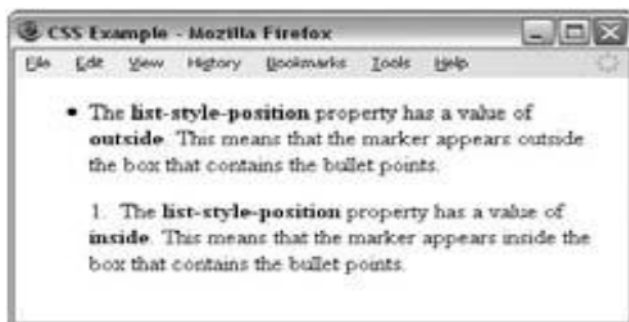 CSS Example - Mozilla Firefox
File Edit View History Bookmarks Tools Help
• The list-style-position property has a value of
outside. This means that the marker appears outside
the box that contains the bullet points.
1. The list-style-position property has a value of
inside. This means that the marker appears inside the
box that contains the bullet points.